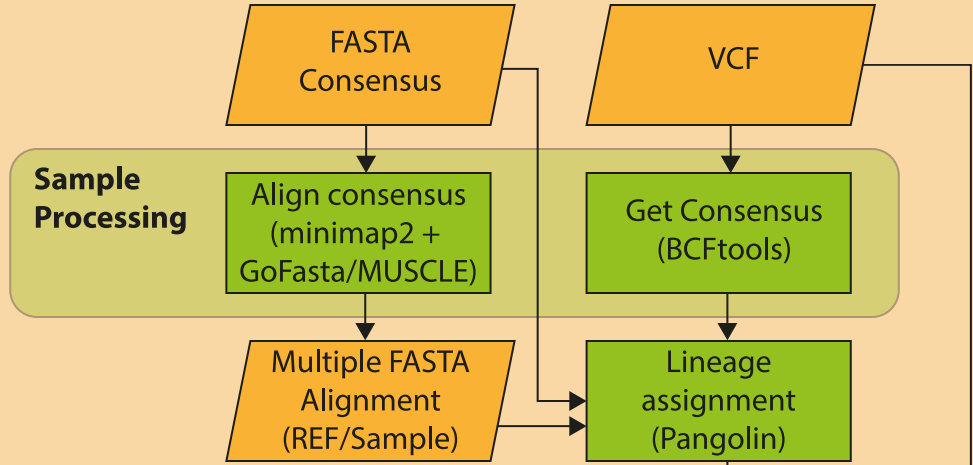 FASTA
Consensus
VCF
Sample
Processing
Align consensus
(minimap2 +
GoFasta/MUSCLE)
Get Consensus
(BCFtools)
Multiple FASTA
Alignment
(REF/Sample)
Lineage
assignment
(Pangolin)